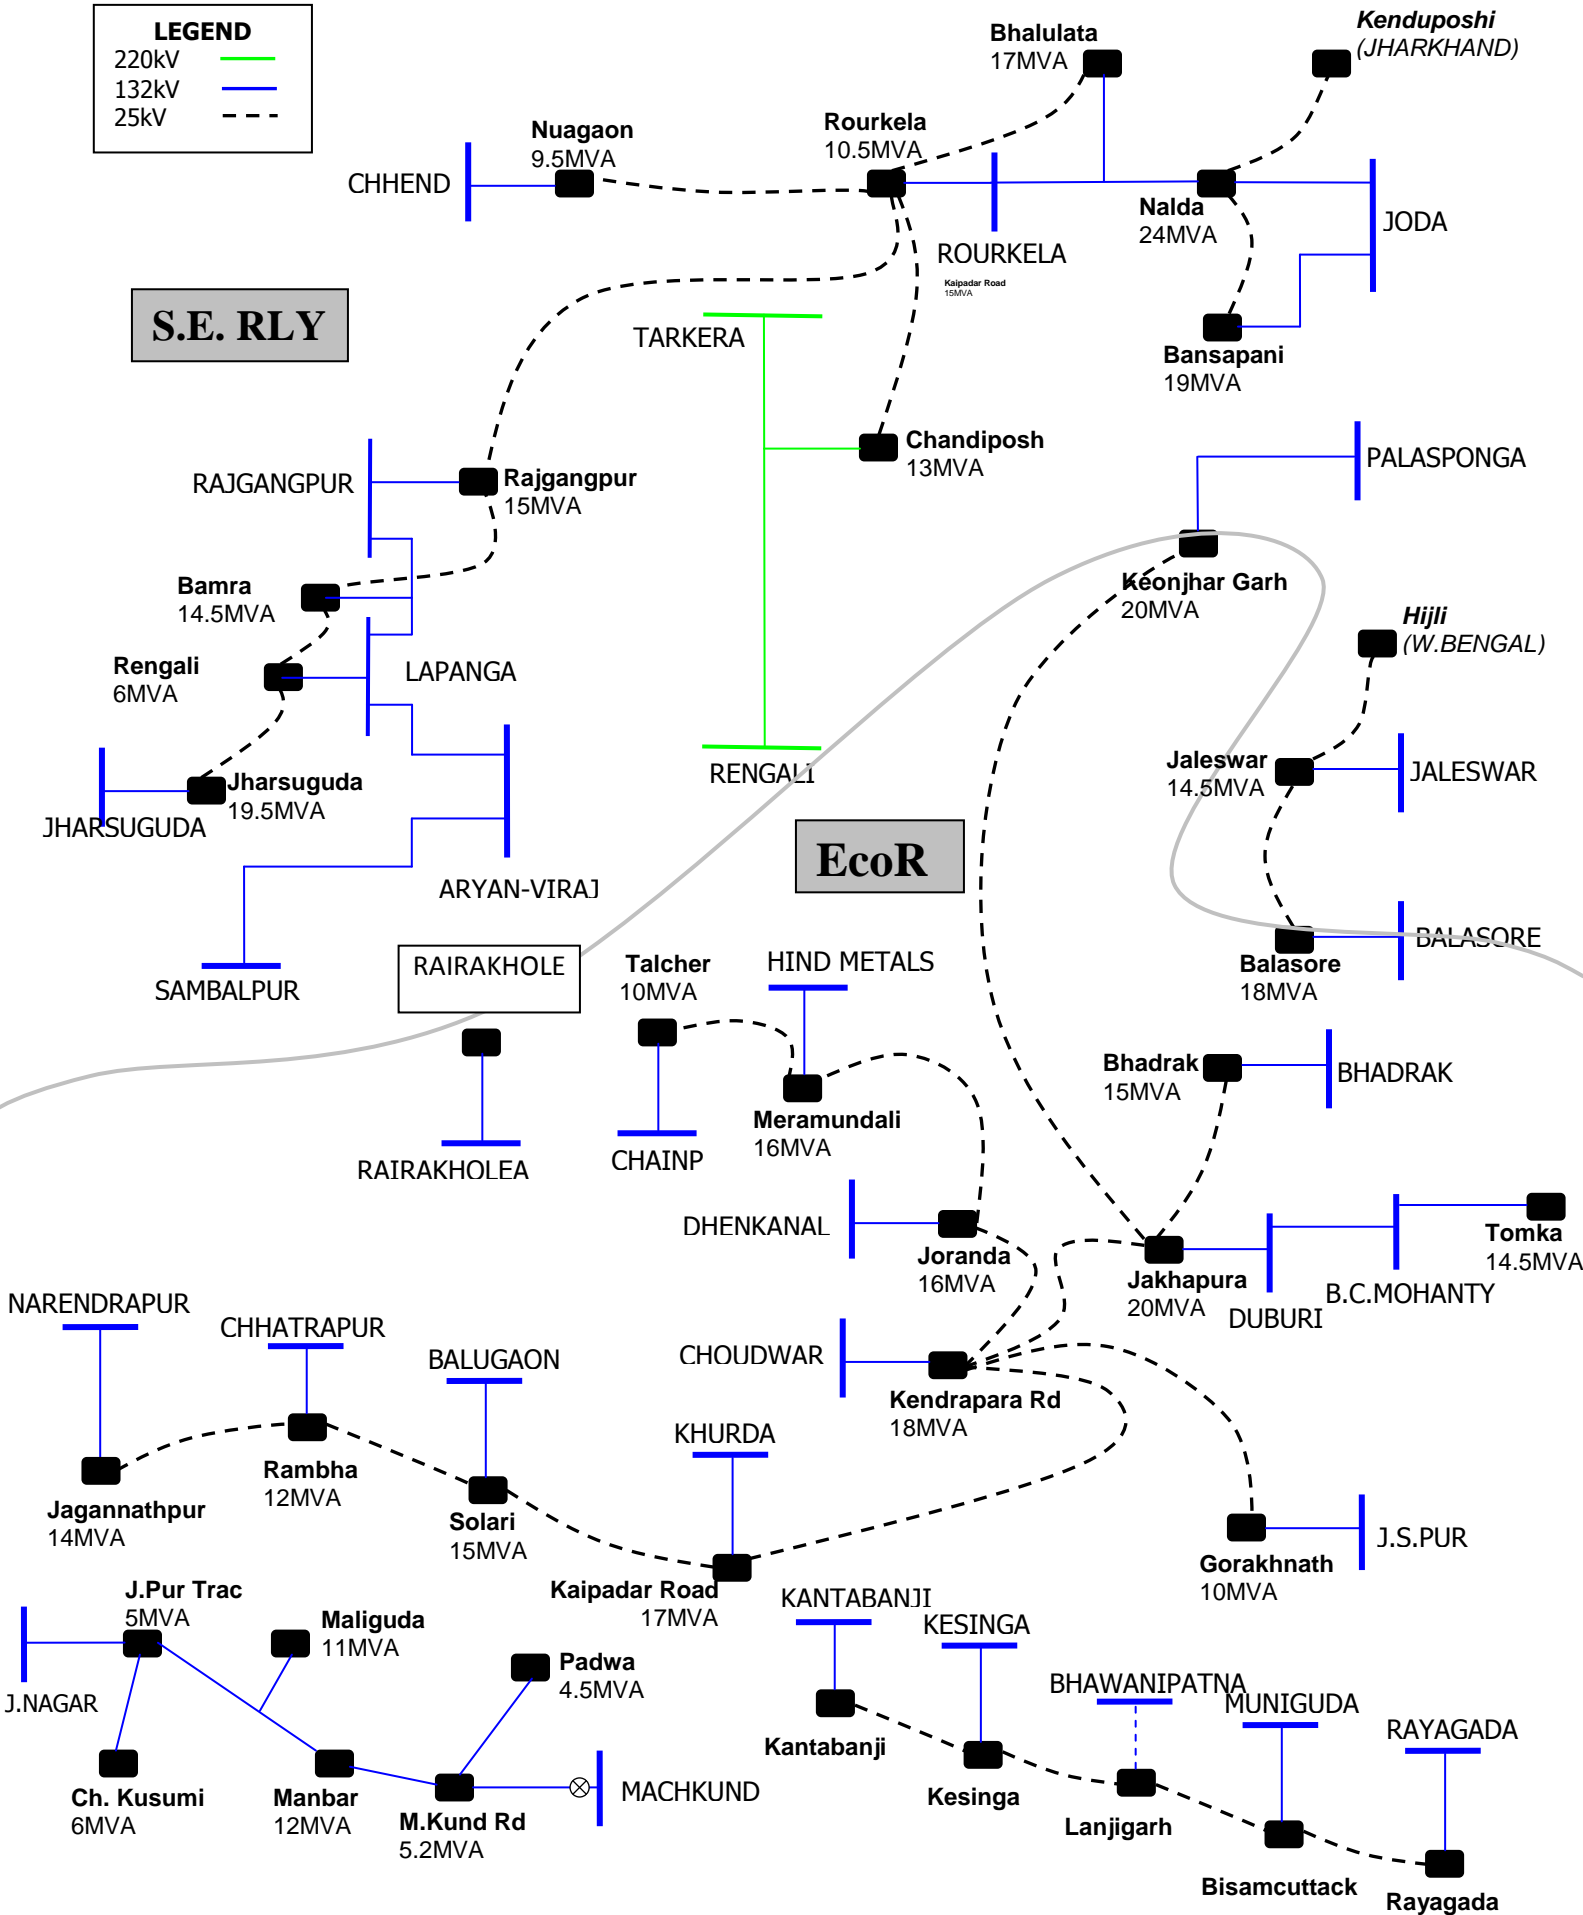 LEGEND
220kV
132kV
25kV
Bhalulata
17MVA
Kenduposhi
(JHARKHAND)
Nuagaon
9.5MVA
Rourkela
10.5MVA
CHHEND
Nalda
24MVA
JODA
ROURKELA
Kaipadar Road
15MVA
S.E. RLY
TARKERA
Bansapani
19MVA
Chandiposh
13MVA
PALASPONGA
RAJGANGPUR
Rajgangpur
15MVA
Bamra
14.5MVA
Keonjhar Garh
20MVA
Hijli
(W.BENGAL)
Rengali
6MVA
LAPANGA
RENGALI
Jaleswar
14.5MVA
JALESWAR
Jharsuguda
19.5MVA
JHARSUGUDA
EcoR
ARYAN-VIRAJ
BALASORE
Balasore
18MVA
SAMBALPUR
RAIRAKHOLE
Talcher
10MVA
HIND METALS
Bhadrak
15MVA
BHADRAK
Meramundali
16MVA
RAIRAKHOLEA
CHAINP
DHENKANAL
Joranda
16MVA
Jakhapura
20MVA
DUBURI
B.C.MOHANTY
Tomka
14.5MVA
NARENDRAPUR
CHHATRAPUR
BALUGAON
CHOUDWAR
Kendrapara Rd
18MVA
KHURDA
Rambha
12MVA
Jagannathpur
14MVA
Solari
15MVA
J.S.PUR
Gorakhnath
10MVA
Kaipadar Road
17MVA
J.Pur Trac
5MVA
Maliguda
11MVA
KANTABANJI
KESINGA
Padwa
4.5MVA
J.NAGAR
BHAWANIPATNA
MUNIGUDA
RAYAGADA
Kantabanji
Kesinga
MACHKUND
Ch. Kusumi
6MVA
Manbar
12MVA
M.Kund Rd
5.2MVA
Lanjigarh
Bisamcuttack
Rayagada